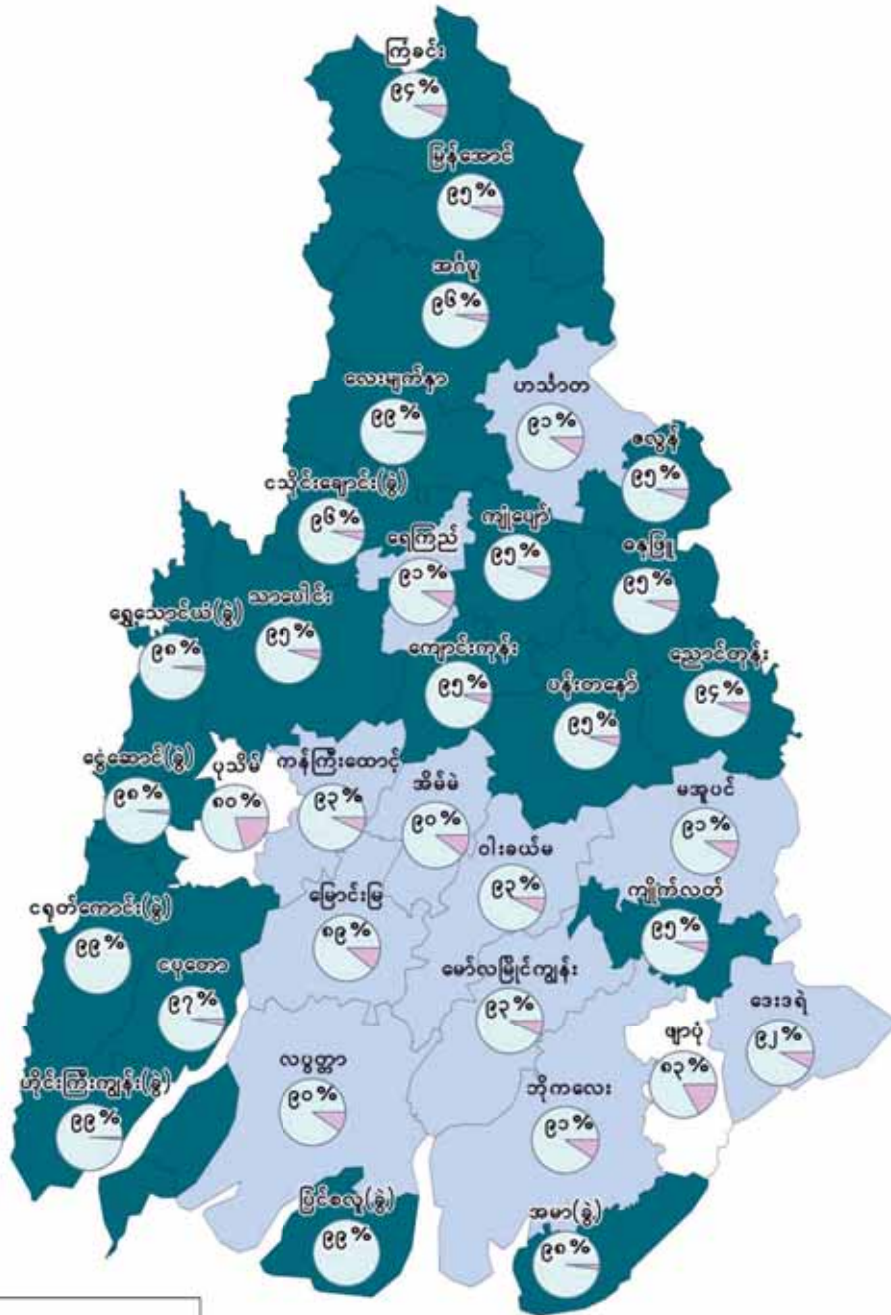 ကြံခင်း
၉၄%
မြန်အောင်
၉၅%
အင်္ဂပူ
၉၆%
လေးမျက်နှာ
၉၉%
ဟင်္သာတ
၉၁%
ဇလွန်
၉၅%
ငသိုင်းချောင်း(ခွဲ)
၉၆%
ရေကြည်
၉၁%
ကျုံပျော်
၉၅%
ဓနုဖြူ
၉၅%
ရွှေသောင်ယံ(ခွဲ)
၉၈%
သာပေါင်း
၉၅%
ကျောင်းကုန်း
၉၅%
ပန်းတနော်
၉၅%
ညောင်တုန်း
၉၄%
ငွေဆောင်(ခွဲ)
၉၈%
ပုသိမ်
၈၀%
ကန်ကြီးထောင့်
၉၃%
အိမ်မဲ
၉၀%
ဝါးခယ်မ
၉၃%
မအူပင်
၉၁%
ကျိုက်လတ်
၉၅%
ငရုတ်ကောင်း(ခွဲ)
၉၉%
မြောင်းမြ
၈၉%
ငပုတော
၉၇%
မော်လမြိုင်ကျွန်း
၉၃%
ဖျာပုံ
၈၃%
ဒေးဒရဲ
၉၂%
ဟိုင်းကြီးကျွန်း(ခွဲ)
၉၉%
လပွတ္တာ
၉၀%
ဘိုကလေး
၉၁%
ပြင်စလူ(ခွဲ)
၉၉%
အမာ(ခွဲ)
၉၈%